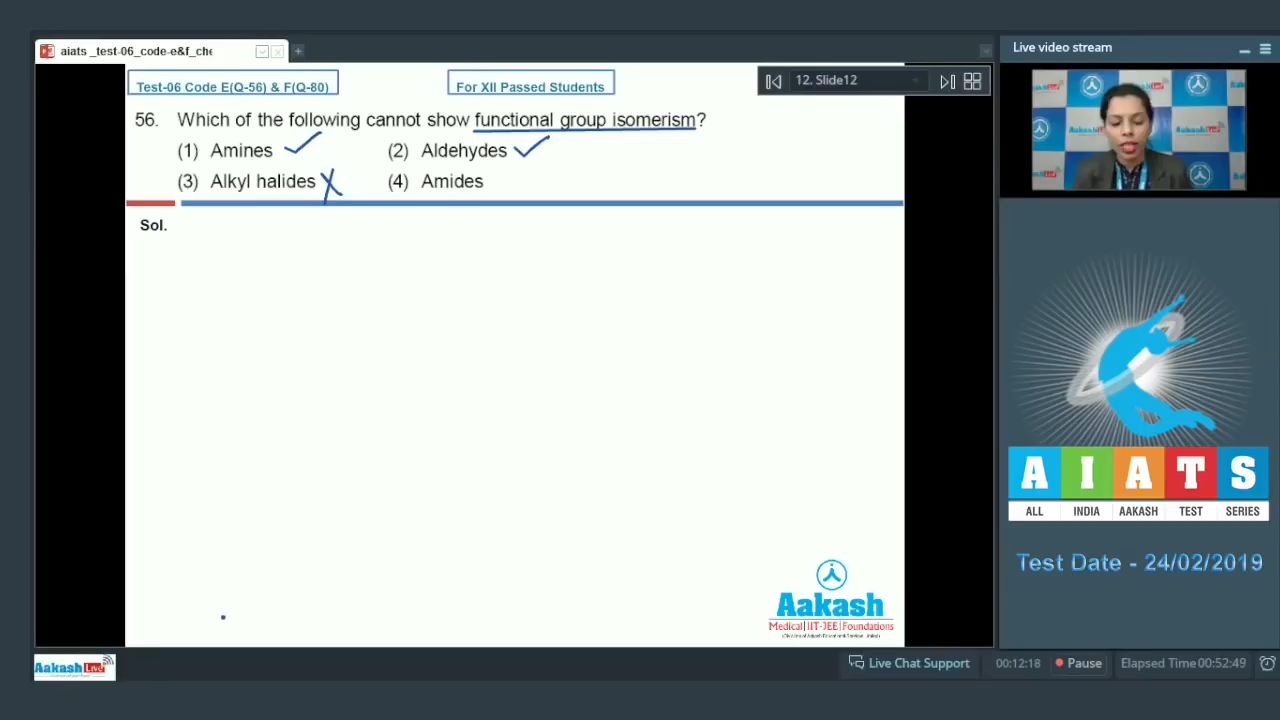 aiats _test-06_code-e&f_che
Live video stream
Test-06 Code E(Q-56) & F(Q-80)
For XII Passed Students
12. Slide12
56. Which of the following cannot show functional group isomerism?
(1) Amines (2) Aldehydes
(3) Alkyl halides (4) Amides
Sol.
A I A T S
ALL INDIA AAKASH TEST SERIES
Test Date - 24/02/2019
Aakash
Medical|IIT-JEE|Foundations
Aakash Live
Live Chat Support
00:12:18
Pause
Elapsed Time 00:52:49